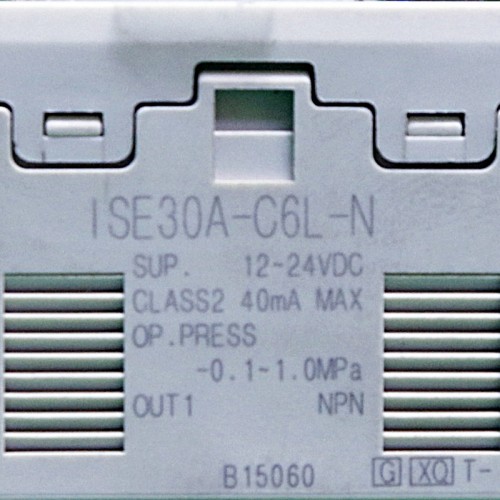 ISE30A-C6L-N
SUP. 12~24VDC
CLASS2 40mA MAX
OP.PRESS
-0.1~1.0MPa
OUT1 NPN
B15060 G XQ T-